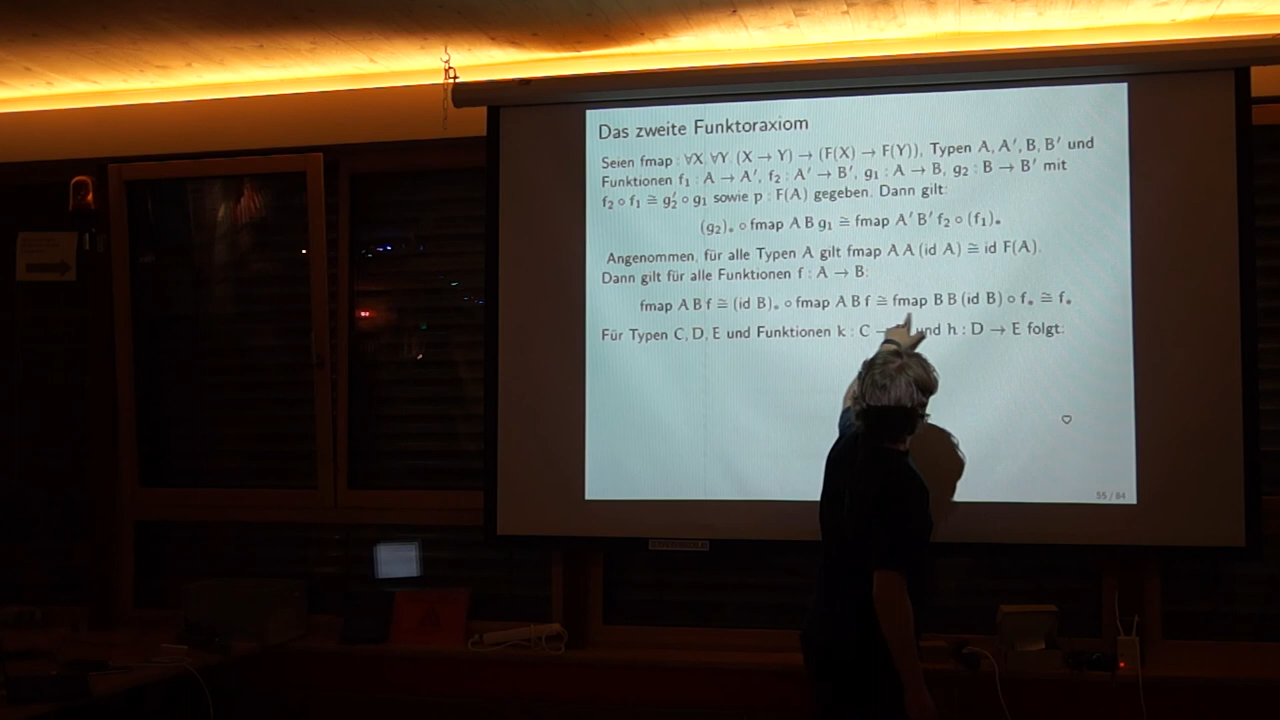 Das zweite Funktoraxiom
Seien fmap : ∀X. ∀Y. (X → Y) → (F(X) → F(Y)), Typen A, A′, B, B′ und
Funktionen f₁ : A → A′, f₂ : A′ → B′, g₁ : A → B, g₂ : B → B′ mit
f₂ ∘ f₁ ≅ g₂ ∘ g₁ sowie p : F(A) gegeben. Dann gilt:
(g₂)∗ ∘ fmap A B g₁ ≅ fmap A′ B′ f₂ ∘ (f₁)∗
Angenommen, für alle Typen A gilt fmap A A (id A) ≅ id F(A).
Dann gilt für alle Funktionen f : A → B:
fmap A B f ≅ (id B)∗ ∘ fmap A B f ≅ fmap B B (id B) ∘ f∗ ≅ f∗
Für Typen C, D, E und Funktionen k : C → und h : D → E folgt:
55 / 84